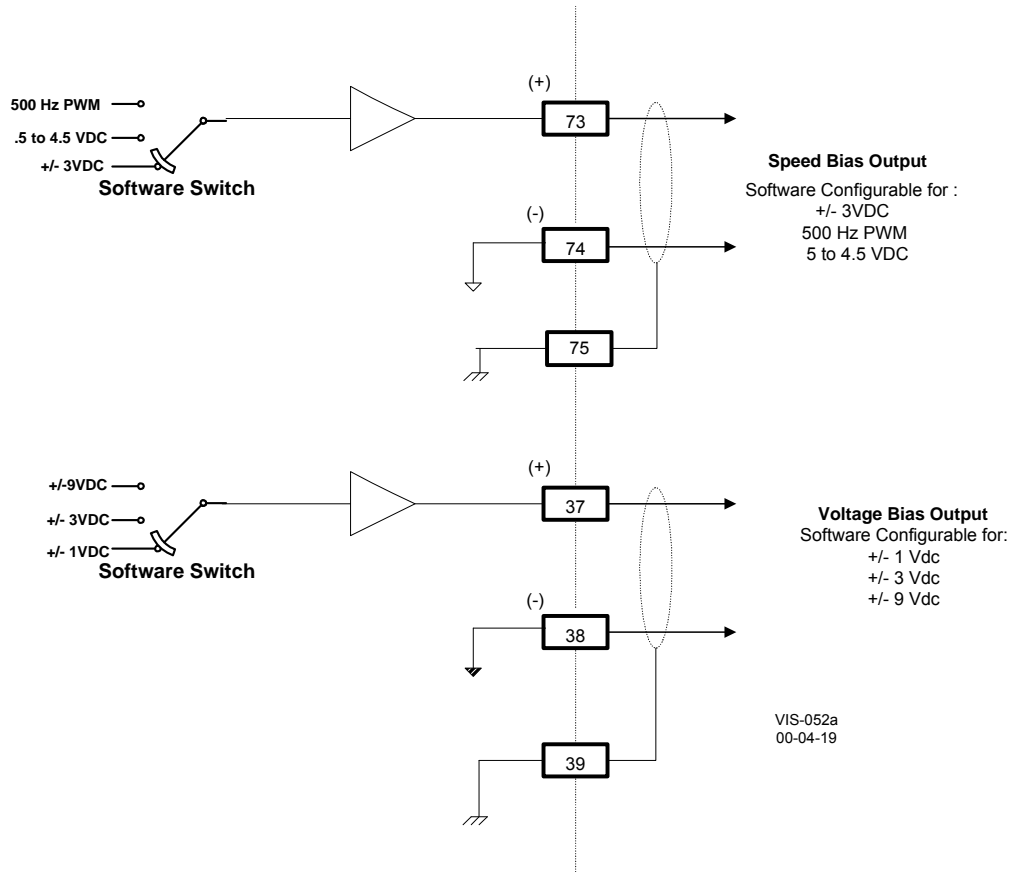 (+)
500 Hz PWM
.5 to 4.5 VDC
+/- 3VDC
Software Switch
73
Speed Bias Output
Software Configurable for :
+/- 3VDC
500 Hz PWM
.5 to 4.5 VDC
(-)
74
75
(+)
+/-9VDC
+/- 3VDC
+/- 1VDC
Software Switch
37
Voltage Bias Output
Software Configurable for:
+/- 1 Vdc
+/- 3 Vdc
+/- 9 Vdc
(-)
38
39
VIS-052a
00-04-19